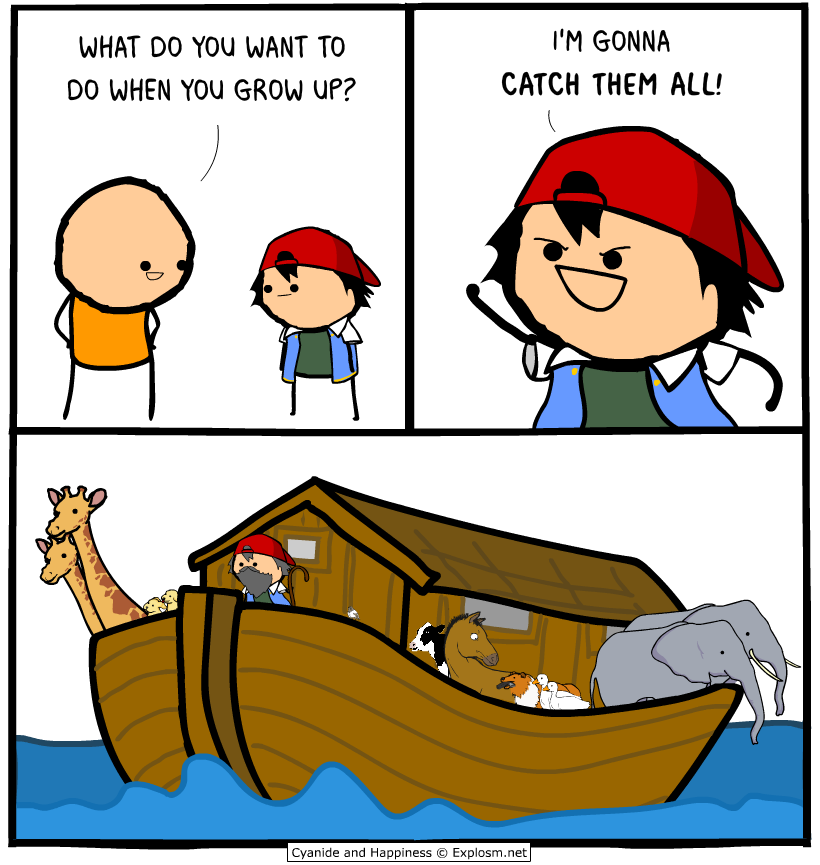 WHAT DO YOU WANT TO
DO WHEN YOU GROW UP?
I'M GONNA
CATCH THEM ALL!
Cyanide and Happiness © Explosm.net